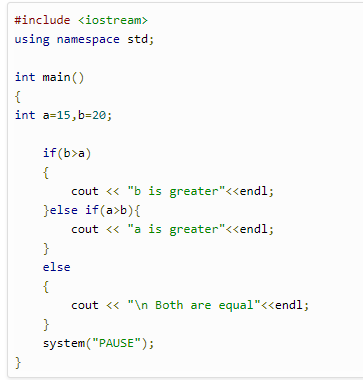 #include <iostream>
using namespace std;
int main()
{
int a=15,b=20;
if(b>a)
{
cout << "b is greater"<<endl;
}else if(a>b){
cout << "a is greater"<<endl;
}
else
{
cout << "\n Both are equal"<<endl;
}
system("PAUSE");
}